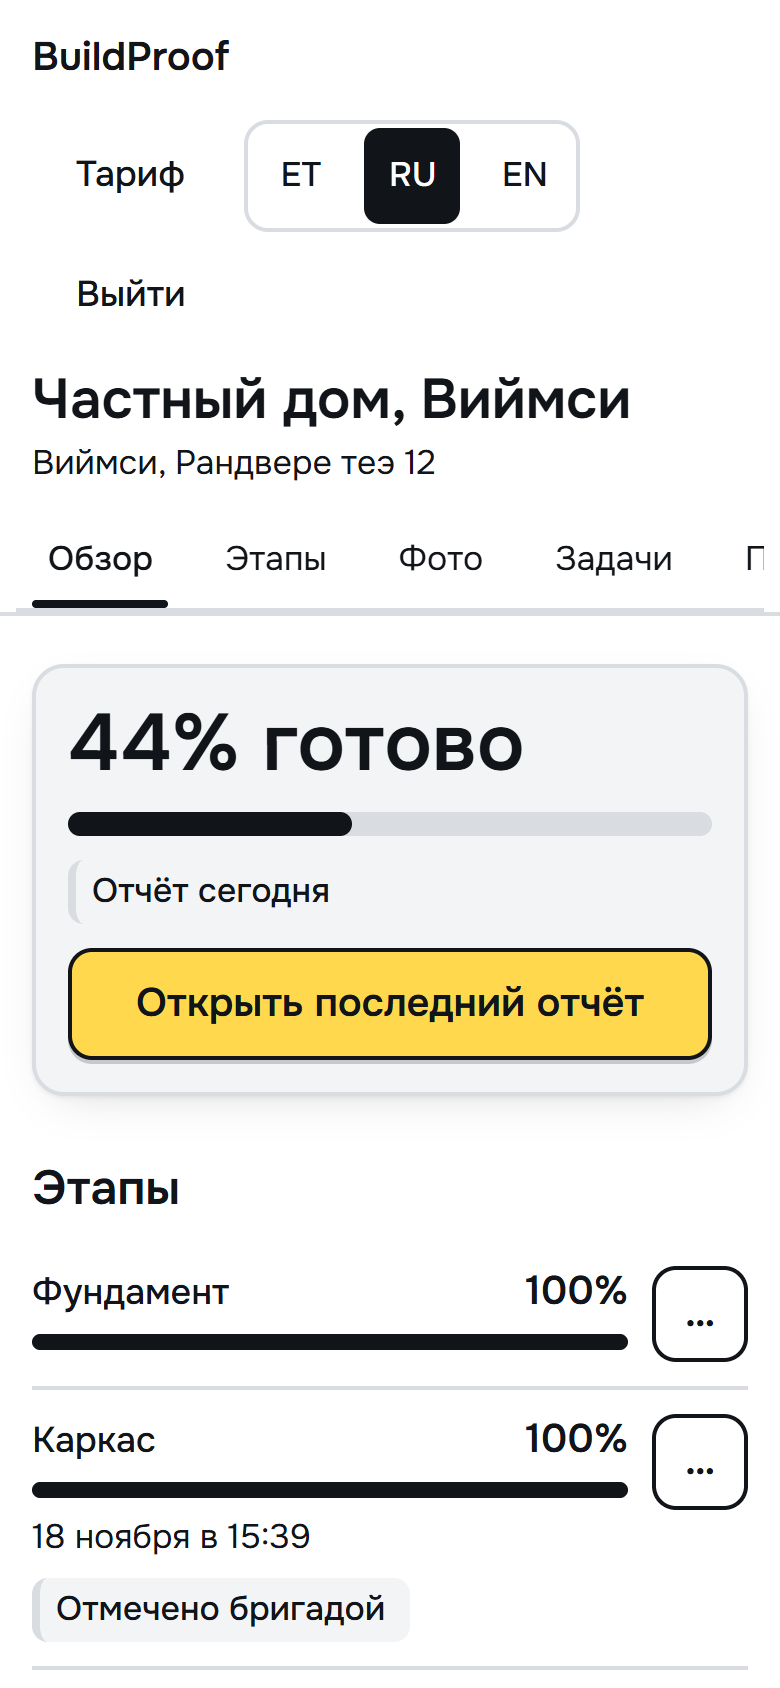 BuildProof
Тариф
ET RU EN
Выйти
Частный дом, Виймси
Виймси, Рандвере теэ 12
Обзор Этапы Фото Задачи
44% готово
Отчёт сегодня
Открыть последний отчёт
Этапы
Фундамент 100% ...
Каркас 100% ...
18 ноября в 15:39
Отмечено бригадой